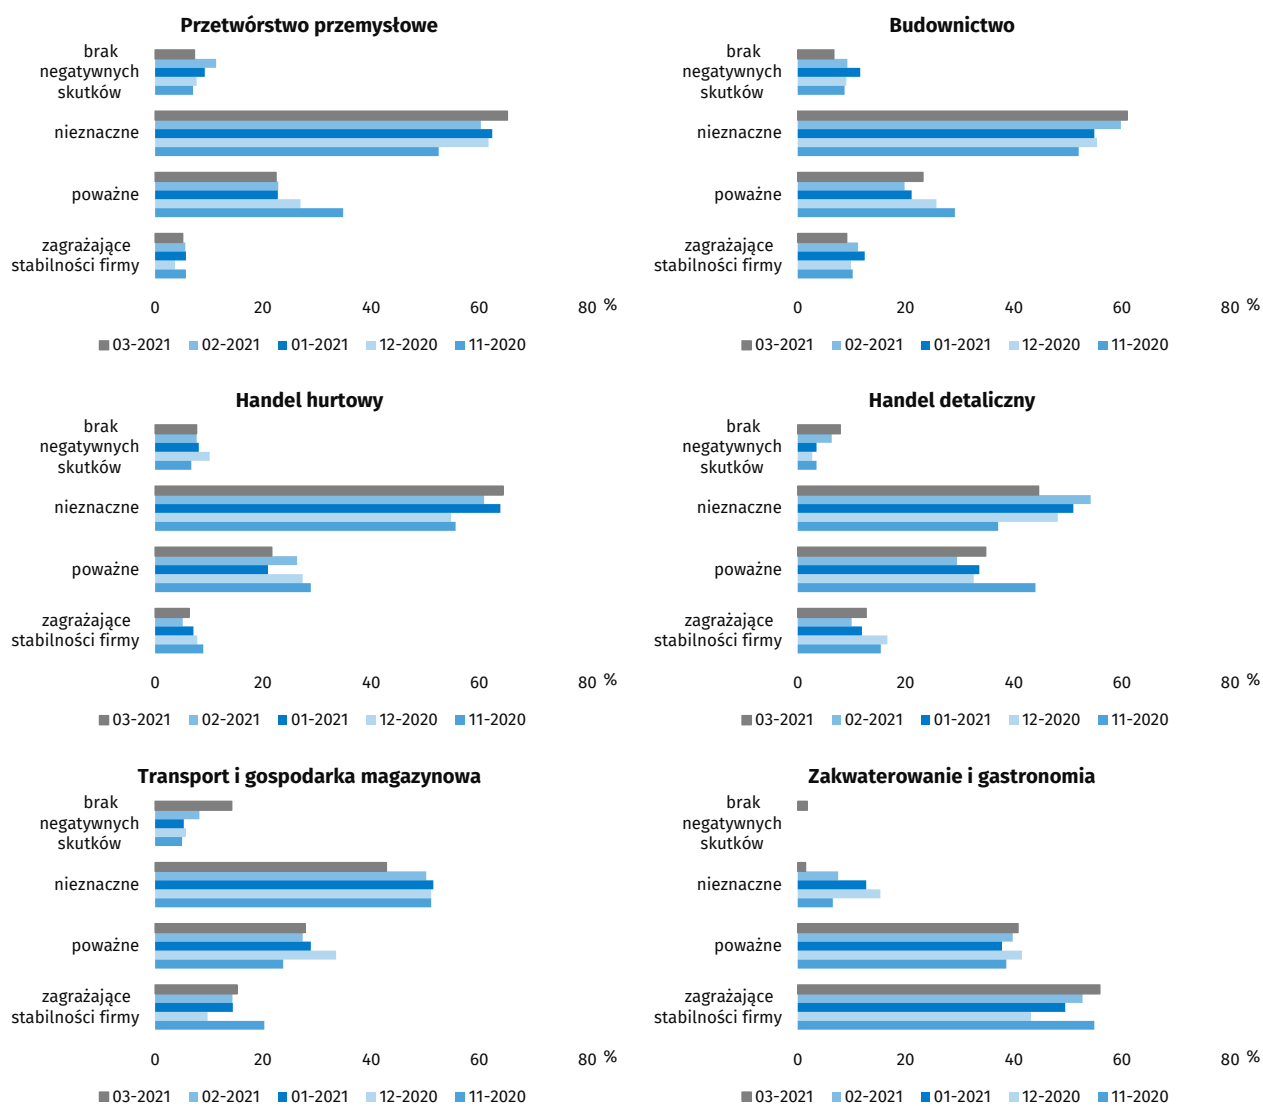 Przetwórstwo przemysłowe
brak
negatywnych
skutków
nieznaczne
poważne
zagrażające
stabilności firmy
0 20 40 60 80 %
03-2021 02-2021 01-2021 12-2020 11-2020
Budownictwo
brak
negatywnych
skutków
nieznaczne
poważne
zagrażające
stabilności firmy
0 20 40 60 80 %
03-2021 02-2021 01-2021 12-2020 11-2020
Handel hurtowy
brak
negatywnych
skutków
nieznaczne
poważne
zagrażające
stabilności firmy
0 20 40 60 80 %
03-2021 02-2021 01-2021 12-2020 11-2020
Handel detaliczny
brak
negatywnych
skutków
nieznaczne
poważne
zagrażające
stabilności firmy
0 20 40 60 80 %
03-2021 02-2021 01-2021 12-2020 11-2020
Transport i gospodarka magazynowa
brak
negatywnych
skutków
nieznaczne
poważne
zagrażające
stabilności firmy
0 20 40 60 80 %
03-2021 02-2021 01-2021 12-2020 11-2020
Zakwaterowanie i gastronomia
brak
negatywnych
skutków
nieznaczne
poważne
zagrażające
stabilności firmy
0 20 40 60 80 %
03-2021 02-2021 01-2021 12-2020 11-2020